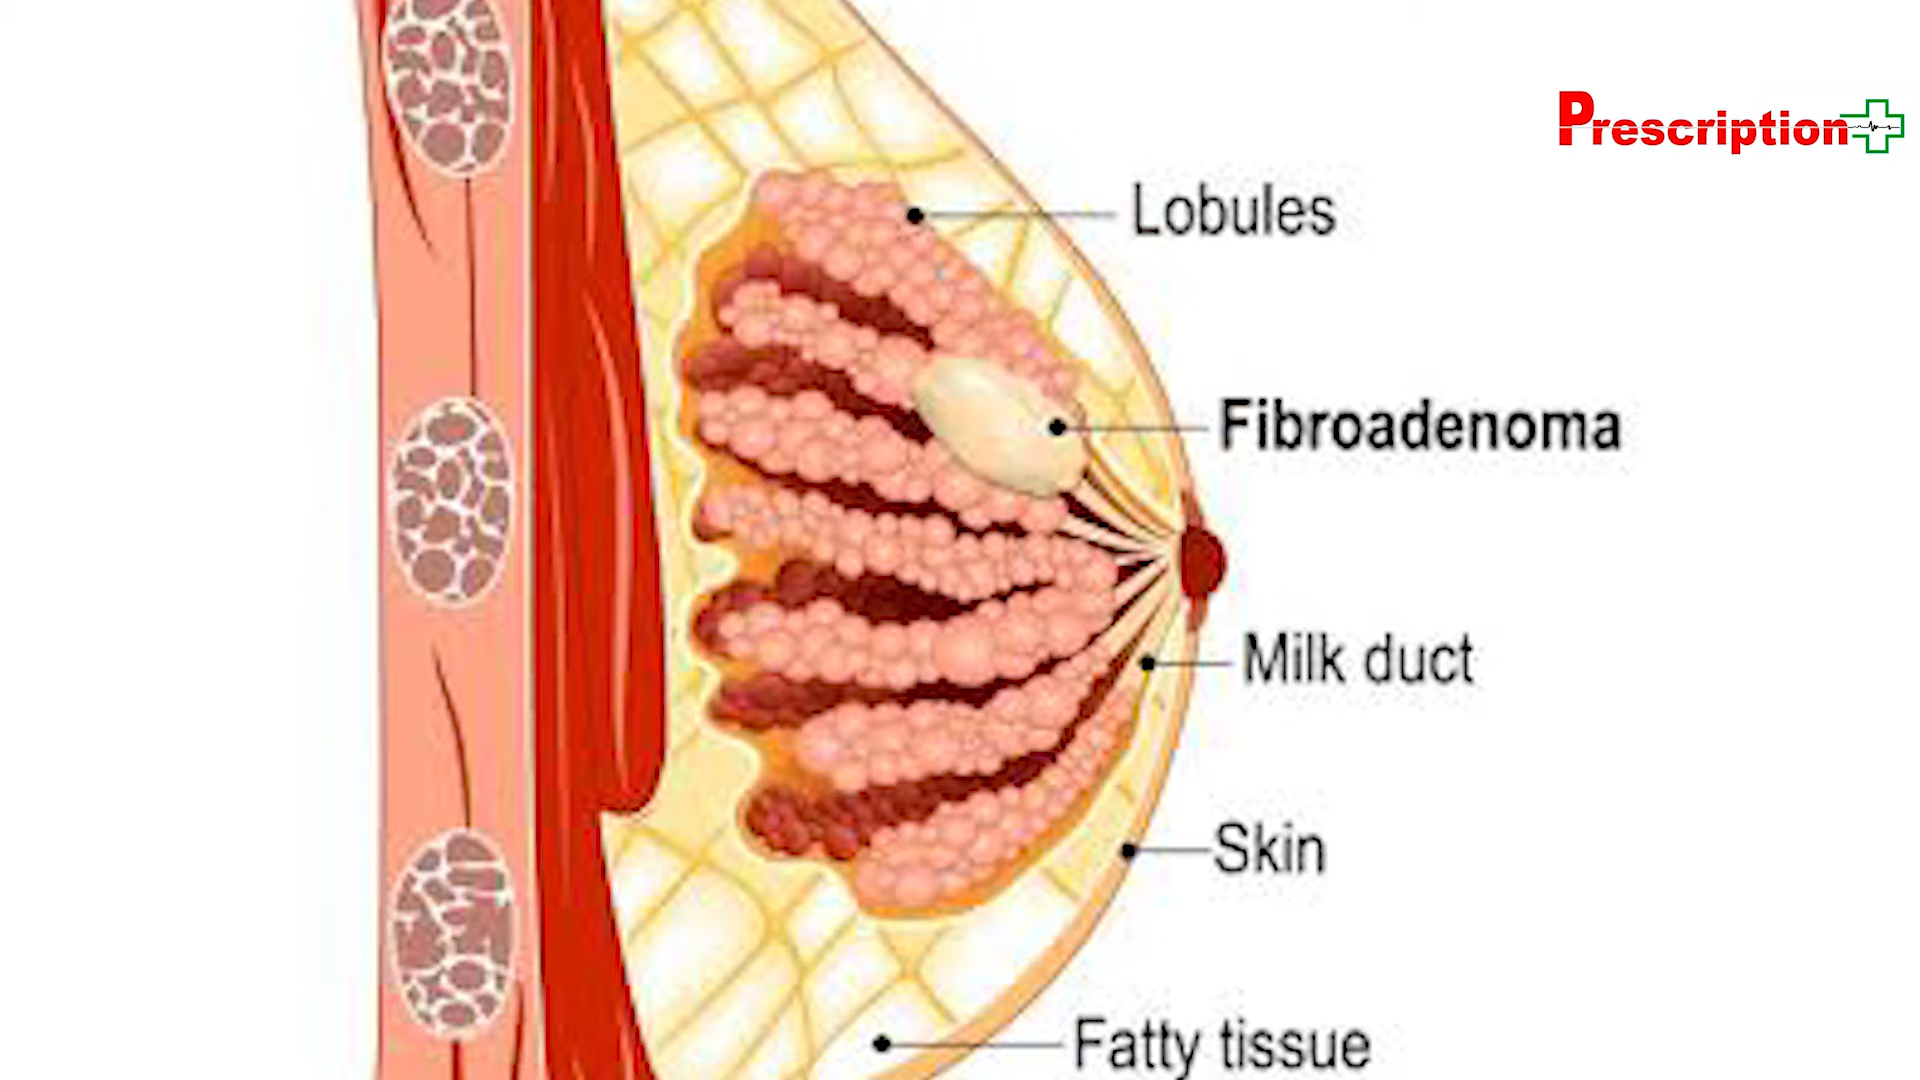 Prescription
Lobules
Fibroadenoma
Milk duct
Skin
Fatty tissue